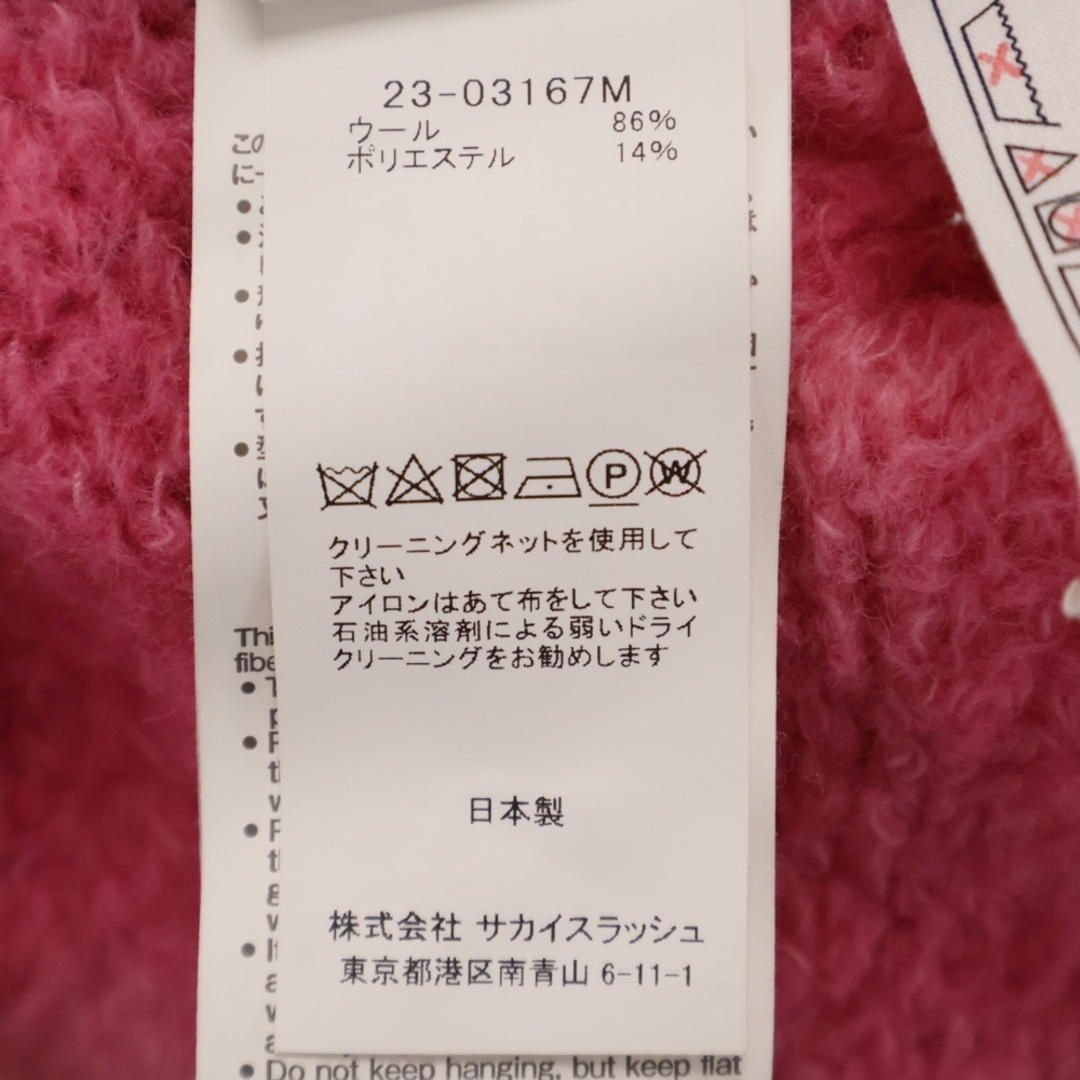 23-03167M
ウール 86%
ポリエステル 14%
P W
クリーニングネットを使用して
下さい
アイロンはあて布をして下さい
石油系溶剤による弱いドライ
クリーニングをお勧めします
日本製
株式会社 サカイスラッシュ
東京都港区南青山 6-11-1
• Do not keep hanging, but keep flat